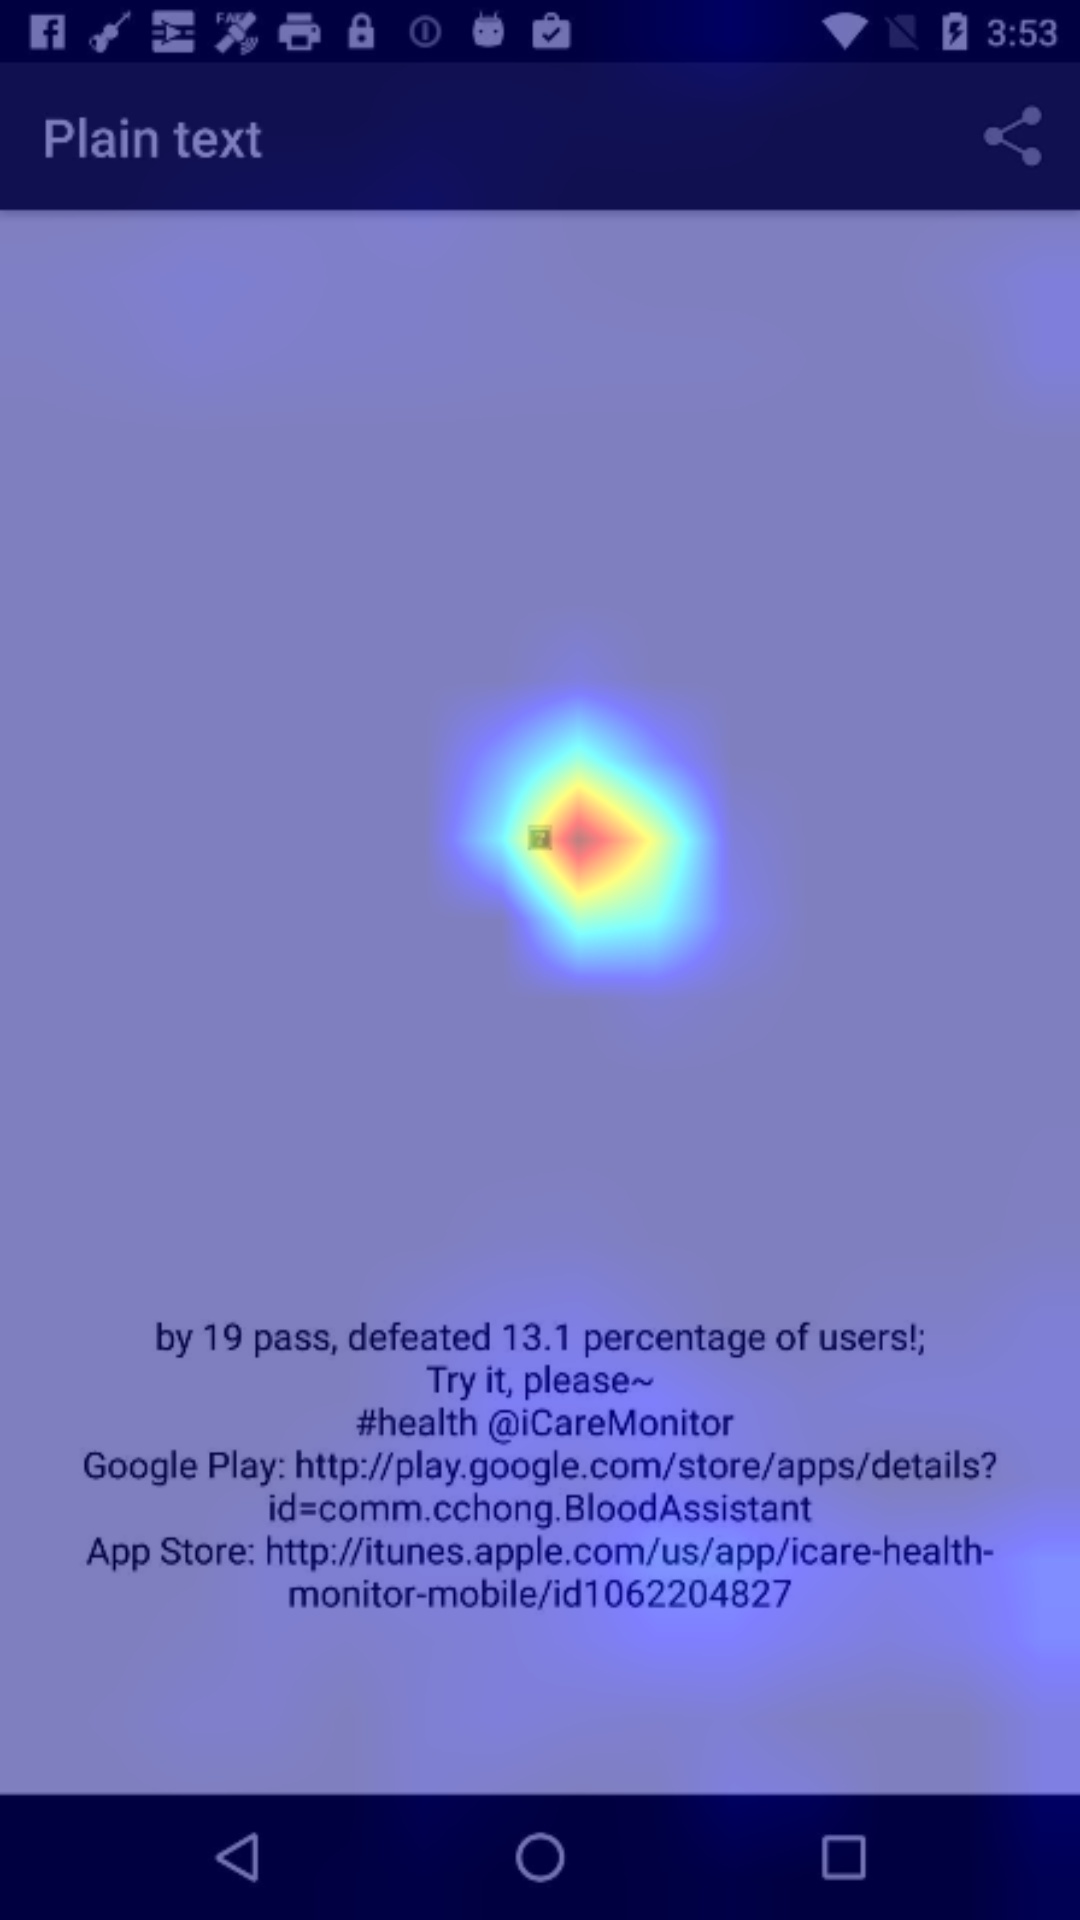 FAKE
3:53
Plain text
by 19 pass, defeated 13.1 percentage of users!;
Try it, please~
#health @iCareMonitor
Google Play: http://play.google.com/store/apps/details?
id=comm.cchong.BloodAssistant
App Store: http://itunes.apple.com/us/app/icare-health-
monitor-mobile/id1062204827